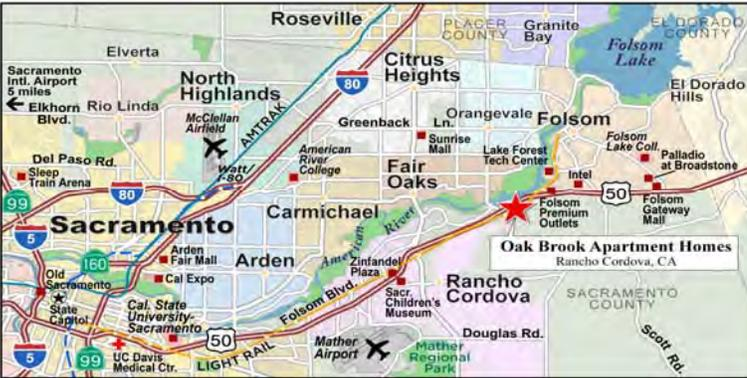 Roseville
PLACER
COUNTY
Granite
Bay
EL DORADO
COUNTY
Elverta
Folsom
Lake
Sacramento
Intl. Airport
5 miles
Elkhorn
Blvd.
Rio Linda
North
Highlands
McClellan
Airfield
AMTRAK
80
Citrus
Heights
El Dorado
Hills
Orangevale
Folsom
Greenback Ln.
Sunrise
Mall
Lake Forest
Tech Center
Folsom
Lake Coll.
Palladio
at Broadstone
Del Paso Rd.
Sleep
Train Arena
Watt/
I-80
American
River
College
Fair
Oaks
Intel
50
99
80
Folsom
Premium
Outlets
Folsom
Gateway
Mall
Sacramento
Carmichael
American River
5
160
Arden
Fair Mall
Arden
Cal Expo
Oak Brook Apartment Homes
Rancho Cordova, CA
Zinfandel
Plaza
Old
Sacramento
State
Capitol
Cal. State
University-
Sacramento
Folsom Blvd.
Sacr.
Children's
Museum
Rancho
Cordova
SACRAMENTO
COUNTY
50
LIGHT RAIL
Mather
Airport
Douglas Rd.
Mather
Regional
Park
Scott Rd.
5
99
UC Davis
Medical Ctr.